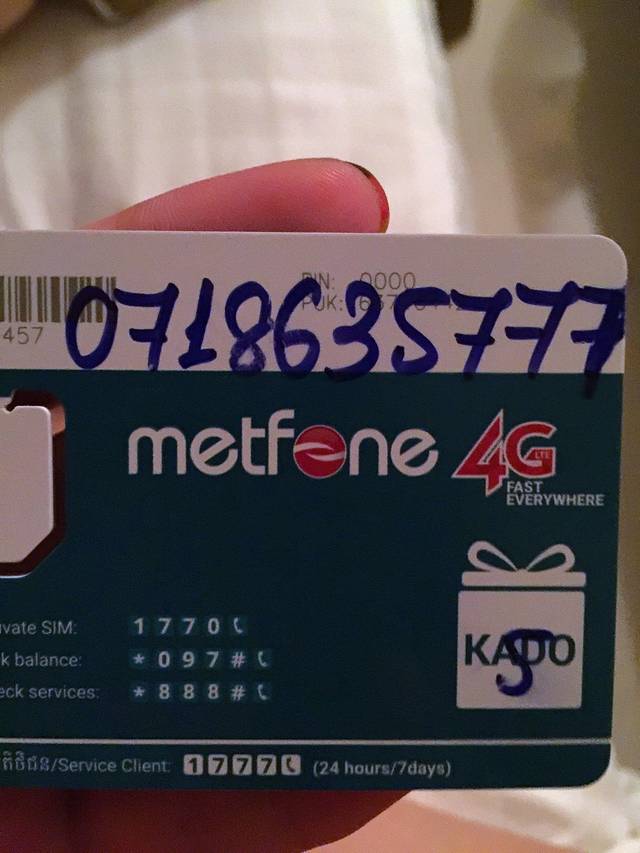 PIN: 0000
PUK:
457
0718635777
metfone 4G LTE
FAST
EVERYWHERE
KADO
5
vate SIM: 1770
k balance: *097#
eck services: *888#
/Service Client: 1777 (24 hours/7days)